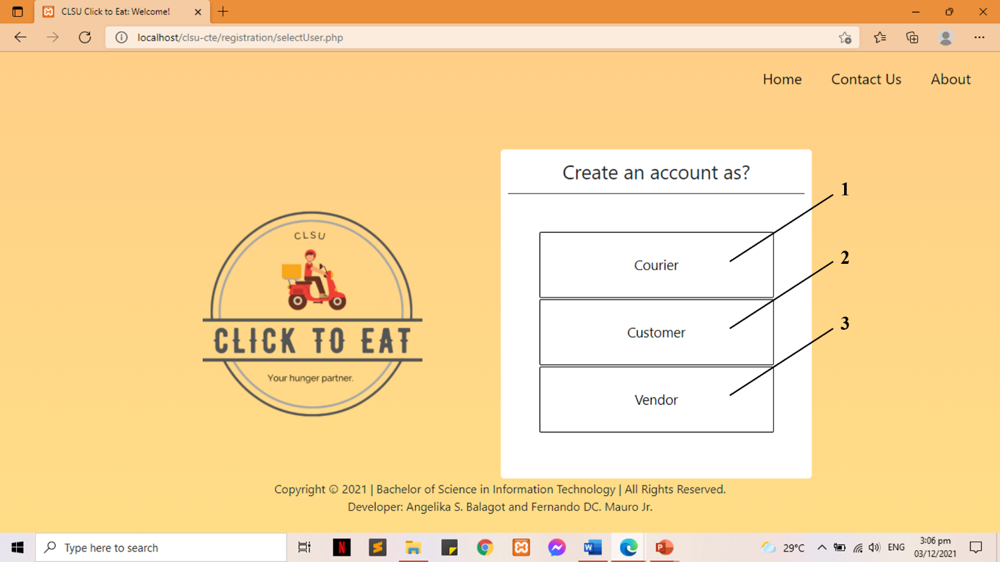 CLSU Click to Eat: Welcome!
localhost/clsu-cte/registration/selectUser.php
Home Contact Us About
Create an account as?
1
Courier
2
Customer
3
Vendor
CLSU
CLICK TO EAT
Your hunger partner.
Copyright © 2021 | Bachelor of Science in Information Technology | All Rights Reserved.
Developer: Angelika S. Balagot and Fernando DC. Mauro Jr.
Type here to search
29°C
ENG
3:06 pm
03/12/2021